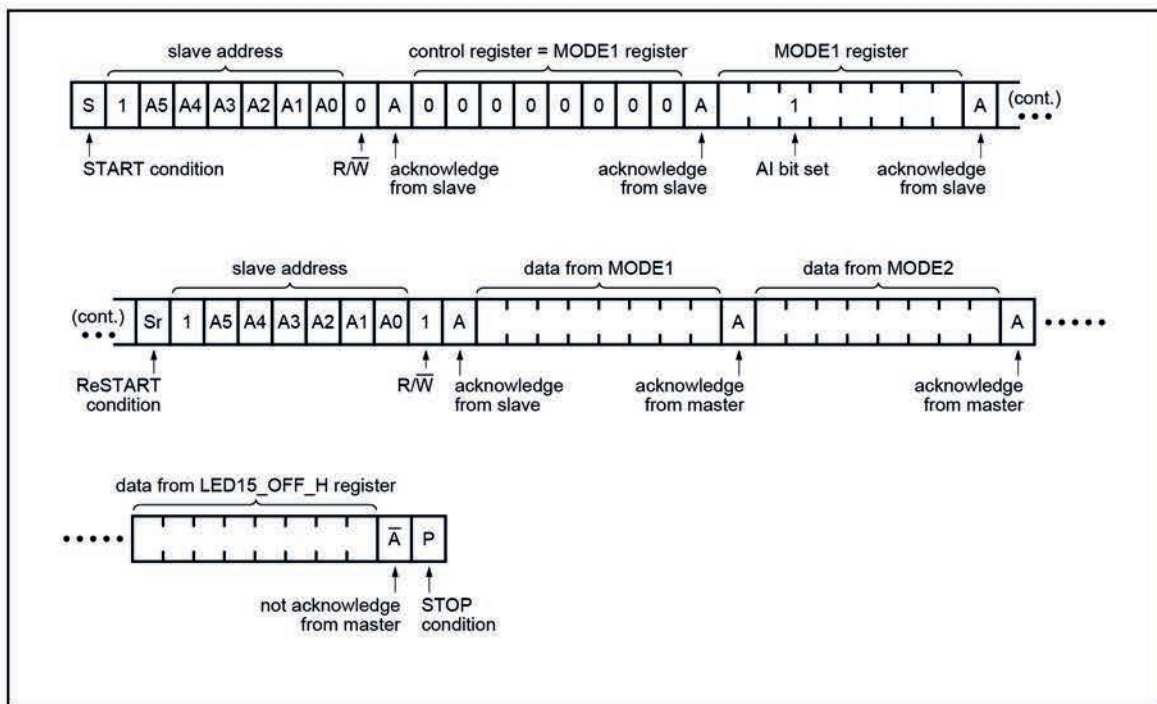 slave address control register = MODE1 register MODE1 register
S 1 A5 A4 A3 A2 A1 A0 0 A 0 0 0 0 0 0 0 0 A 1 A (cont.)
START condition R/W̅ acknowledge acknowledge AI bit set acknowledge
from slave from slave from slave
slave address data from MODE1 data from MODE2
(cont.) Sr 1 A5 A4 A3 A2 A1 A0 1 A A A
ReSTART R/W̅ acknowledge acknowledge acknowledge
condition from slave from master from master
data from LED15_OFF_H register
A̅ P
not acknowledge STOP
from master condition